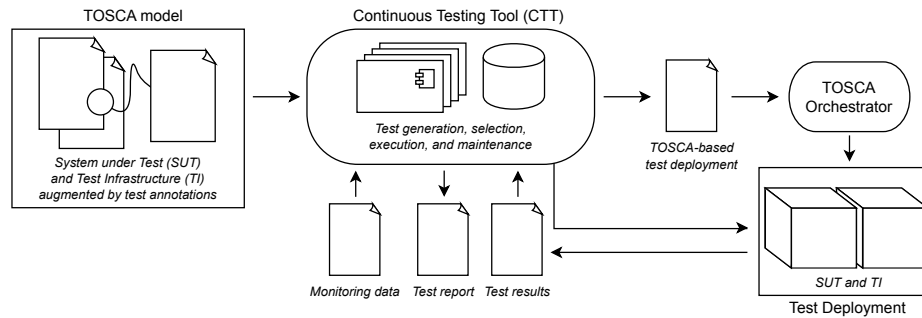 TOSCA model
System under Test (SUT)
and Test Infrastructure (TI)
augmented by test annotations
Continuous Testing Tool (CTT)
Test generation, selection,
execution, and maintenance
Monitoring data
Test report
Test results
TOSCA-based
test deployment
TOSCA
Orchestrator
SUT and TI
Test Deployment